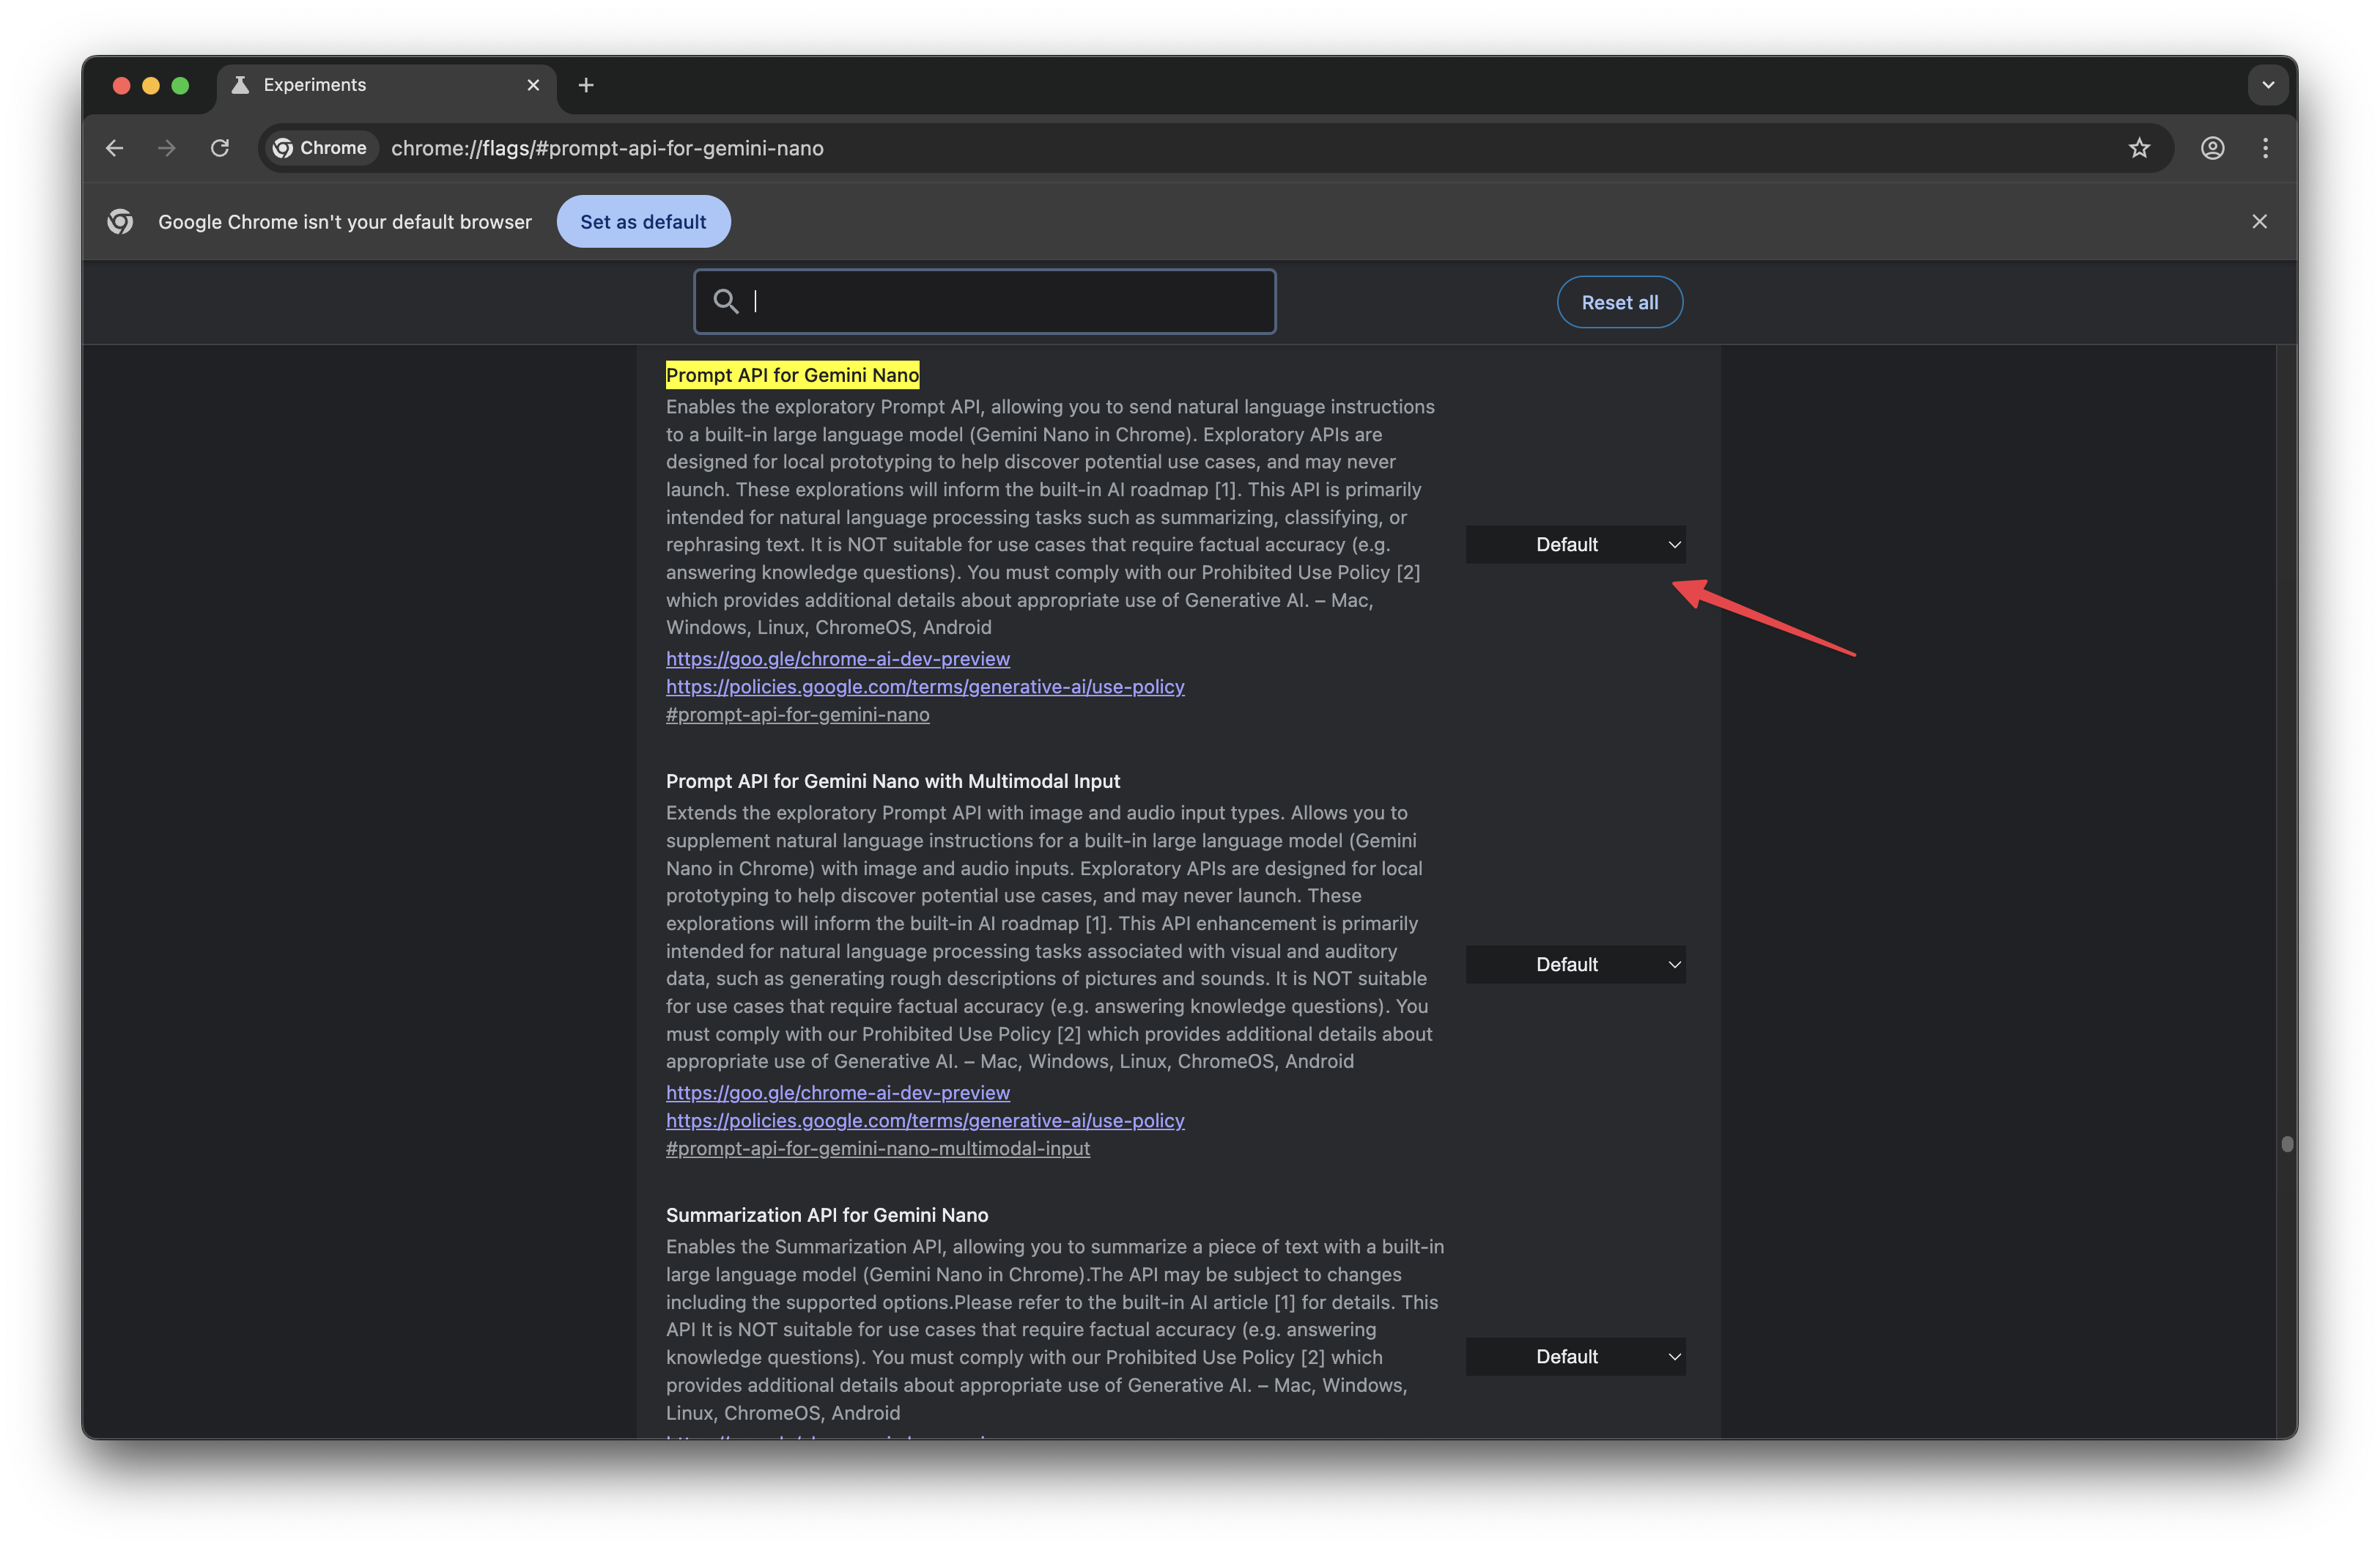 Experiments
Chrome
chrome://flags/#prompt-api-for-gemini-nano
Google Chrome isn't your default browser
Set as default
Reset all
Prompt API for Gemini Nano
Enables the exploratory Prompt API, allowing you to send natural language instructions
to a built-in large language model (Gemini Nano in Chrome). Exploratory APIs are
designed for local prototyping to help discover potential use cases, and may never
launch. These explorations will inform the built-in AI roadmap [1]. This API is primarily
intended for natural language processing tasks such as summarizing, classifying, or
rephrasing text. It is NOT suitable for use cases that require factual accuracy (e.g.
answering knowledge questions). You must comply with our Prohibited Use Policy [2]
which provides additional details about appropriate use of Generative AI. – Mac,
Windows, Linux, ChromeOS, Android
Default
https://goo.gle/chrome-ai-dev-preview
https://policies.google.com/terms/generative-ai/use-policy
#prompt-api-for-gemini-nano
Prompt API for Gemini Nano with Multimodal Input
Extends the exploratory Prompt API with image and audio input types. Allows you to
supplement natural language instructions for a built-in large language model (Gemini
Nano in Chrome) with image and audio inputs. Exploratory APIs are designed for local
prototyping to help discover potential use cases, and may never launch. These
explorations will inform the built-in AI roadmap [1]. This API enhancement is primarily
intended for natural language processing tasks associated with visual and auditory
data, such as generating rough descriptions of pictures and sounds. It is NOT suitable
for use cases that require factual accuracy (e.g. answering knowledge questions). You
must comply with our Prohibited Use Policy [2] which provides additional details about
appropriate use of Generative AI. – Mac, Windows, Linux, ChromeOS, Android
Default
https://goo.gle/chrome-ai-dev-preview
https://policies.google.com/terms/generative-ai/use-policy
#prompt-api-for-gemini-nano-multimodal-input
Summarization API for Gemini Nano
Enables the Summarization API, allowing you to summarize a piece of text with a built-in
large language model (Gemini Nano in Chrome).The API may be subject to changes
including the supported options.Please refer to the built-in AI article [1] for details. This
API It is NOT suitable for use cases that require factual accuracy (e.g. answering
knowledge questions). You must comply with our Prohibited Use Policy [2] which
provides additional details about appropriate use of Generative AI. – Mac, Windows,
Linux, ChromeOS, Android
Default